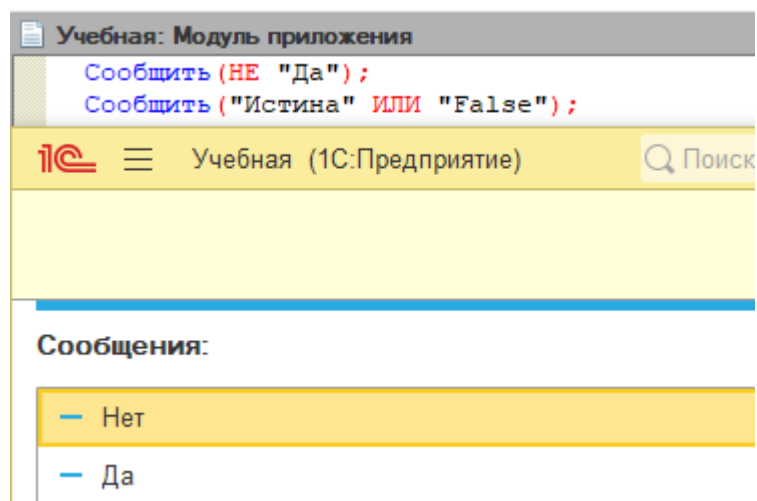 Учебная: Модуль приложения
Сообщить(НЕ "Да");
Сообщить("Истина" ИЛИ "False");
1С Учебная (1С:Предприятие) Поиск
Сообщения:
— Нет
— Да